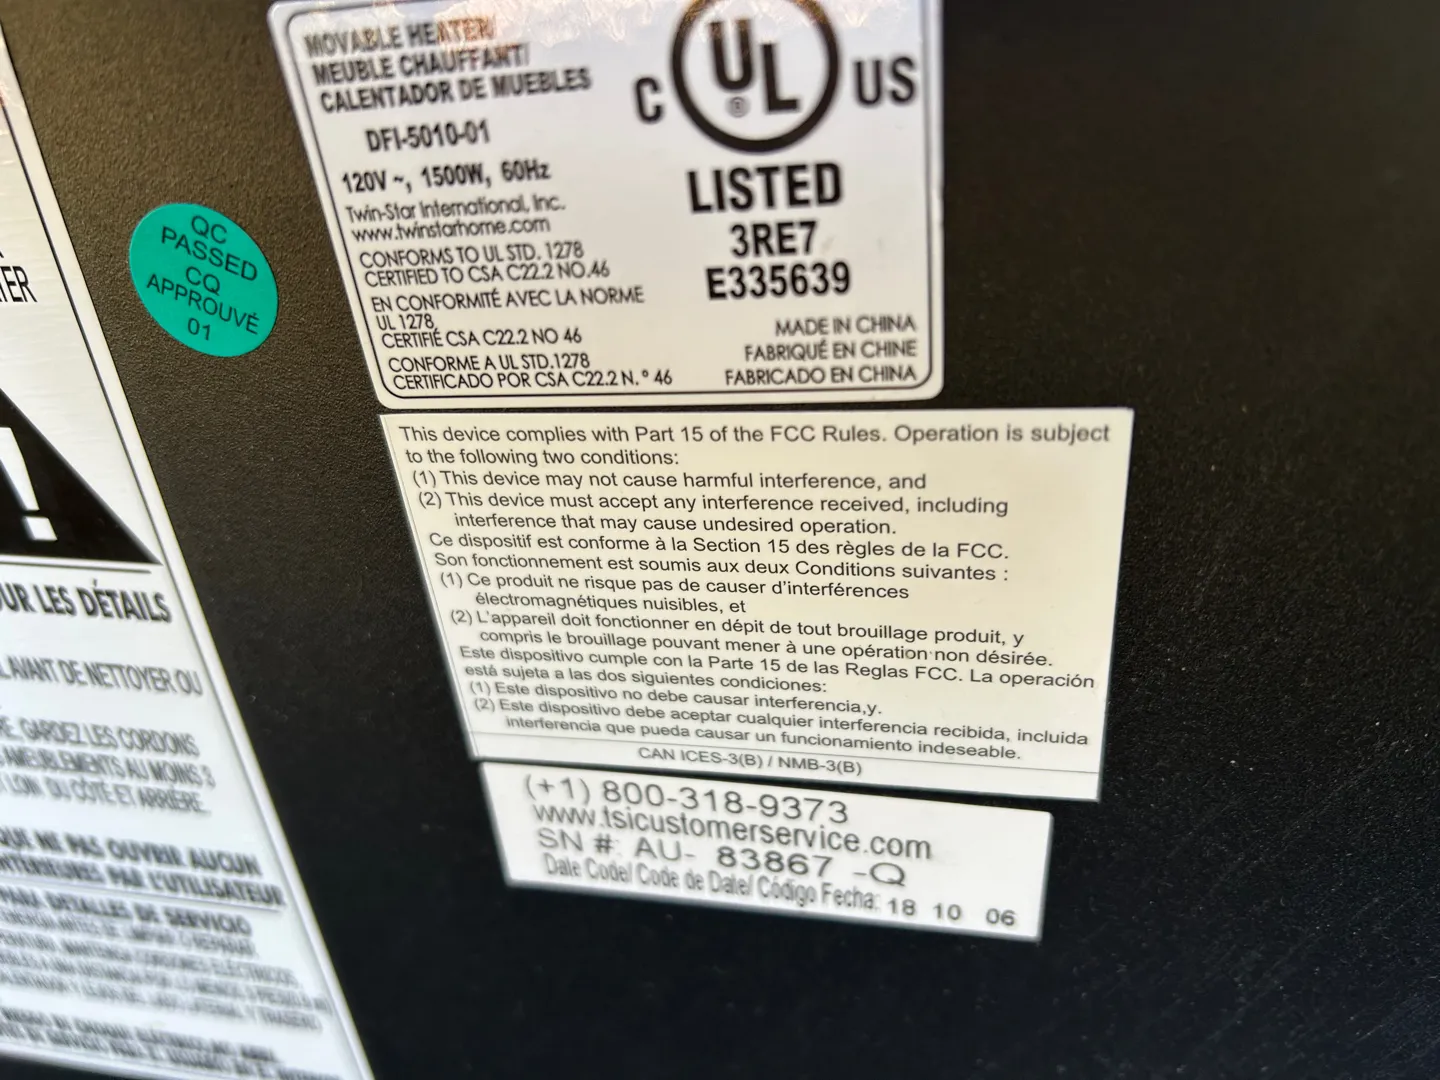 MOVABLE HEATER/
MEUBLE CHAUFFANT/
CALENTADOR DE MUEBLES
DFI-5010-01
120V ~, 1500W, 60Hz
Twin-Star International, Inc.
www.twinstarhome.com
CONFORMS TO UL STD. 1278
CERTIFIED TO CSA C22.2 NO.46
EN CONFORMITÉ AVEC LA NORME
UL 1278
CERTIFIÉ CSA C22.2 NO 46
CONFORME A UL STD.1278
CERTIFICADO POR CSA C22.2 N.° 46
C UL ® US
LISTED
3RE7
E335639
MADE IN CHINA
FABRIQUÉ EN CHINE
FABRICADO EN CHINA
QC
PASSED
CQ
APPROUVÉ
01
This device complies with Part 15 of the FCC Rules. Operation is subject
to the following two conditions:
(1) This device may not cause harmful interference, and
(2) This device must accept any interference received, including
interference that may cause undesired operation.
Ce dispositif est conforme à la Section 15 des règles de la FCC.
Son fonctionnement est soumis aux deux Conditions suivantes :
(1) Ce produit ne risque pas de causer d'interférences
électromagnétiques nuisibles, et
(2) L'appareil doit fonctionner en dépit de tout brouillage produit, y
compris le brouillage pouvant mener à une opération non désirée.
Este dispositivo cumple con la Parte 15 de las Reglas FCC. La operación
está sujeta a las dos siguientes condiciones:
(1) Este dispositivo no debe causar interferencia,y.
(2) Este dispositivo debe aceptar cualquier interferencia recibida, incluida
interferencia que pueda causar un funcionamiento indeseable.
CAN ICES-3(B) / NMB-3(B)
(+1) 800-318-9373
www.tsicustomerservice.com
SN #: AU- 83867 -Q
Date Code/ Code de Date/ Código Fecha: 18 10 06
TER
!
UR LES DÉTAILS
AVANT DE NETTOYER OU
GARDEZ LES CORDONS
AMEUBLEMENTS AU MOINS 3
LOIN DU CÔTÉ ET ARRIÈRE.
QUE NE PAS OUVRIR AUCUN
PAR L'UTILISATEUR
PARA DETALLES DE SERVICIO